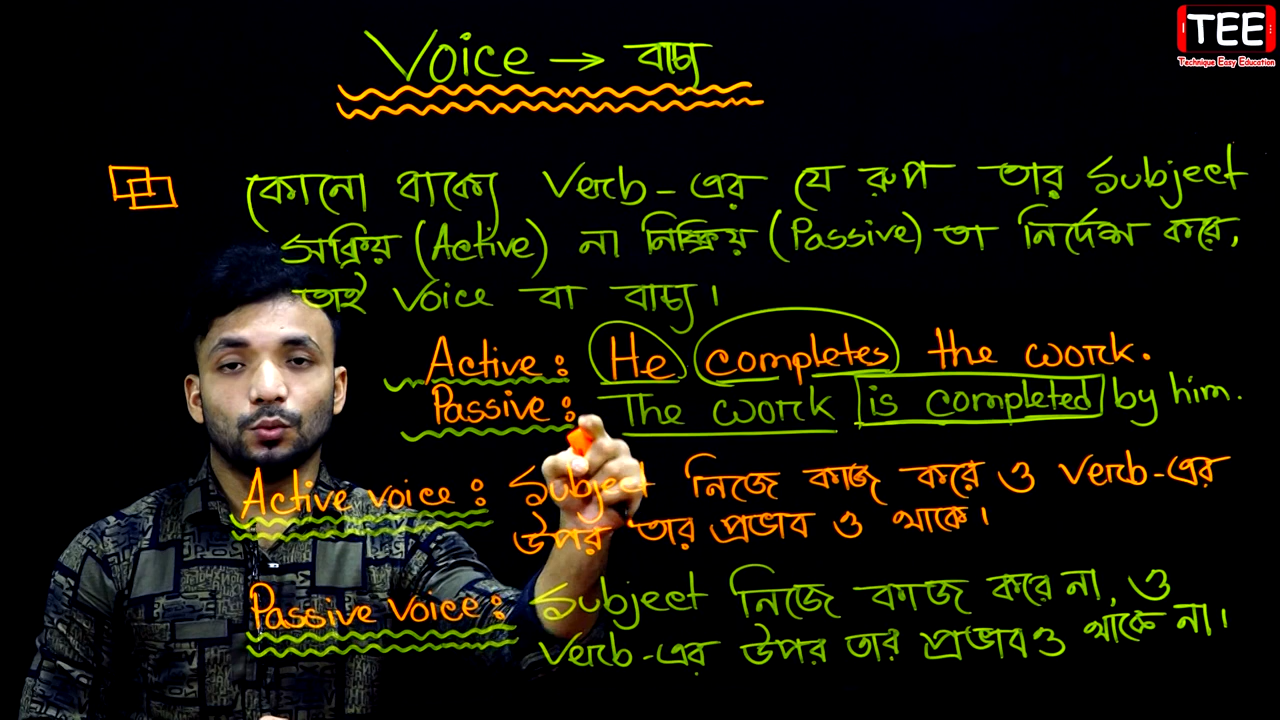 TEE
Technique Easy Education
Voice → বাচ্য
কোনো বাক্যে Verb-এর যে রুপ তার Subject
সক্রিয় (Active) না নিষ্ক্রিয় (Passive) তা নির্দেশ করে,
তাই Voice বা বাচ্য।
Active: He completes the work.
Passive: The work is completed by him.
Active voice: Subject নিজে কাজ করে ও Verb-এর
উপর তার প্রভাব ও থাকে।
Passive voice: Subject নিজে কাজ করে না, ও
Verb-এর উপর তার প্রভাব ও থাকে না।